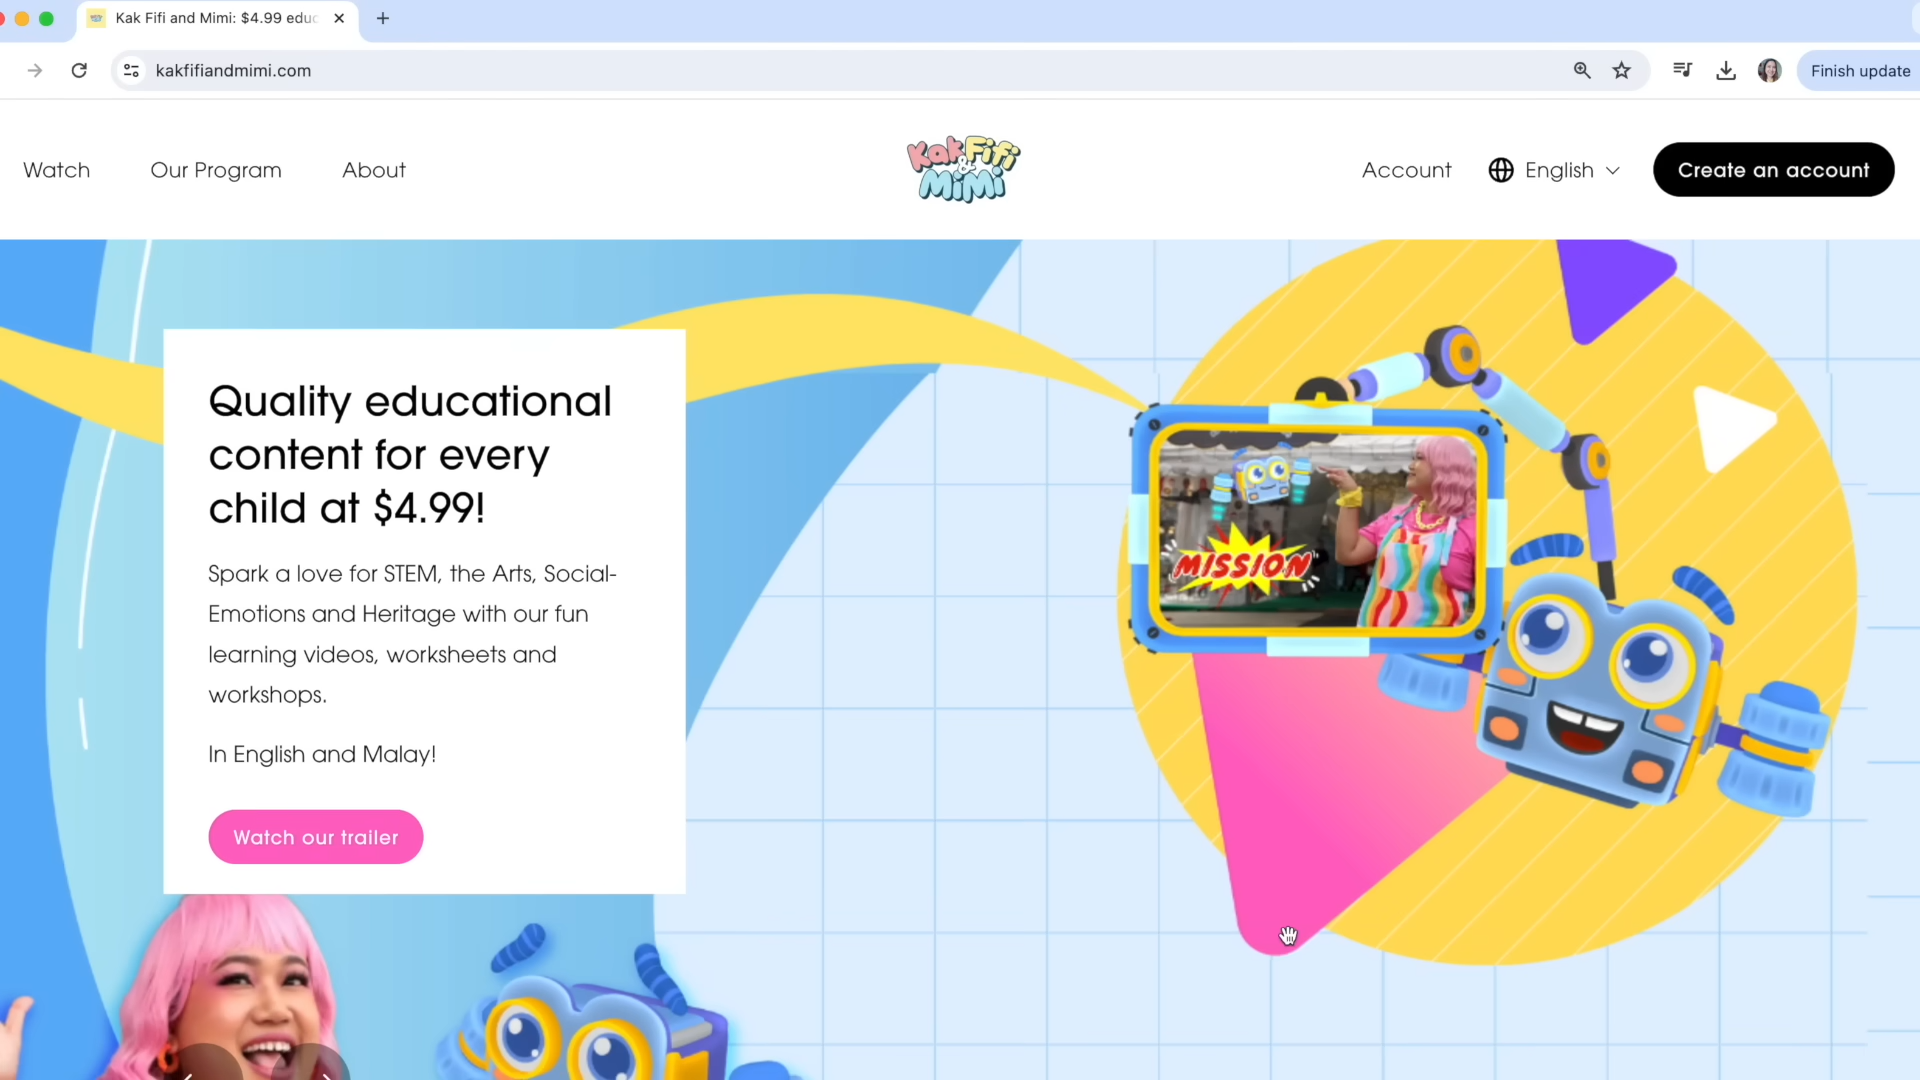 Kak Fifi and Mimi: $4.99 educ
kakfifiandmimi.com
Finish update
Watch
Our Program
About
Kak Fifi
&
MiMi
Account
English
Create an account
Quality educational
content for every
child at $4.99!
Spark a love for STEM, the Arts, Social-
Emotions and Heritage with our fun
learning videos, worksheets and
workshops.
In English and Malay!
Watch our trailer
MISSION